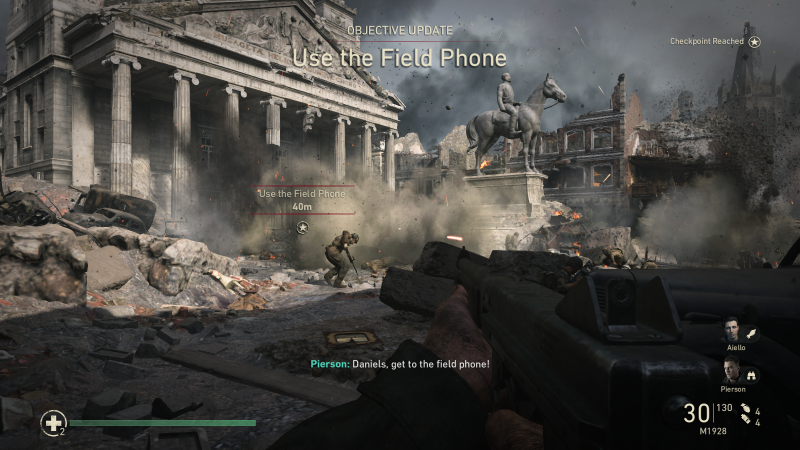 OBJECTIVE UPDATE
Use the Field Phone
Checkpoint Reached
Use the Field Phone
40m
Pierson: Daniels, get to the field phone!
Aiello
Pierson
30 130 4
4
M1928
2